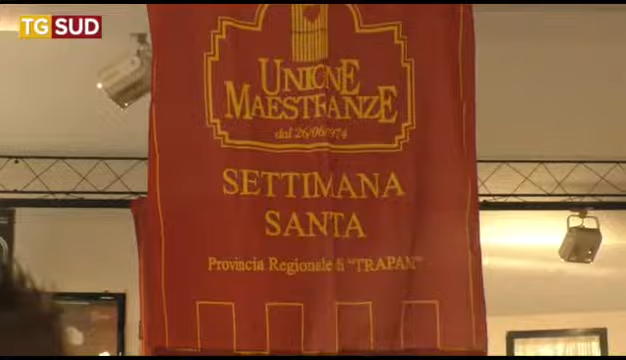 TG SUD
UNIONE
MAESTRANZE
dal 26/06/1974
SETTIMANA
SANTA
Provincia Regionale di "TRAPANI"